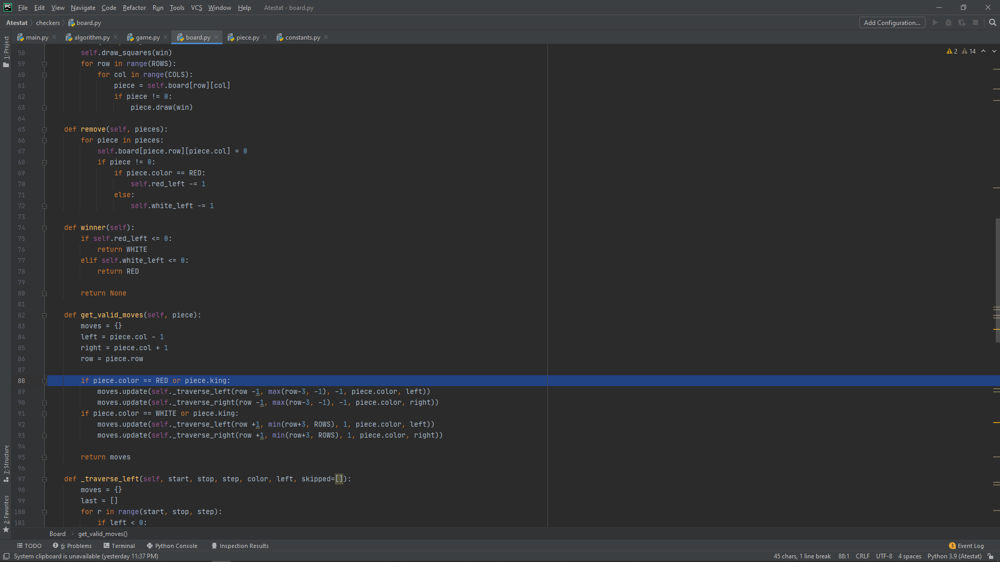 PC File Edit View Navigate Code Refactor Run Tools VCS Window Help Atestat - board.py
Atestat checkers board.py Add Configuration...
main.py algorithm.py game.py board.py piece.py constants.py
1: Project
2 14
58 self.draw_squares(win)
59 for row in range(ROWS):
60 for col in range(COLS):
61 piece = self.board[row][col]
62 if piece != 0:
63 piece.draw(win)
64
65 def remove(self, pieces):
66 for piece in pieces:
67 self.board[piece.row][piece.col] = 0
68 if piece != 0:
69 if piece.color == RED:
70 self.red_left -= 1
71 else:
72 self.white_left -= 1
73
74 def winner(self):
75 if self.red_left <= 0:
76 return WHITE
77 elif self.white_left <= 0:
78 return RED
79
80 return None
81
82 def get_valid_moves(self, piece):
83 moves = {}
84 left = piece.col - 1
85 right = piece.col + 1
86 row = piece.row
87
88 if piece.color == RED or piece.king:
89 moves.update(self._traverse_left(row -1, max(row-3, -1), -1, piece.color, left))
90 moves.update(self._traverse_right(row -1, max(row-3, -1), -1, piece.color, right))
91 if piece.color == WHITE or piece.king:
92 moves.update(self._traverse_left(row +1, min(row+3, ROWS), 1, piece.color, left))
93 moves.update(self._traverse_right(row +1, min(row+3, ROWS), 1, piece.color, right))
94
95 return moves
96
97 def _traverse_left(self, start, stop, step, color, left, skipped=[]):
98 moves = {}
99 last = []
100 for r in range(start, stop, step):
101 if left < 0:
7: Structure
2: Favorites
Board get_valid_moves()
TODO 6: Problems Terminal Python Console Inspection Results 3 Event Log
System clipboard is unavailable (yesterday 11:37 PM) 45 chars, 1 line break 88:1 CRLF UTF-8 4 spaces Python 3.9 (Atestat)